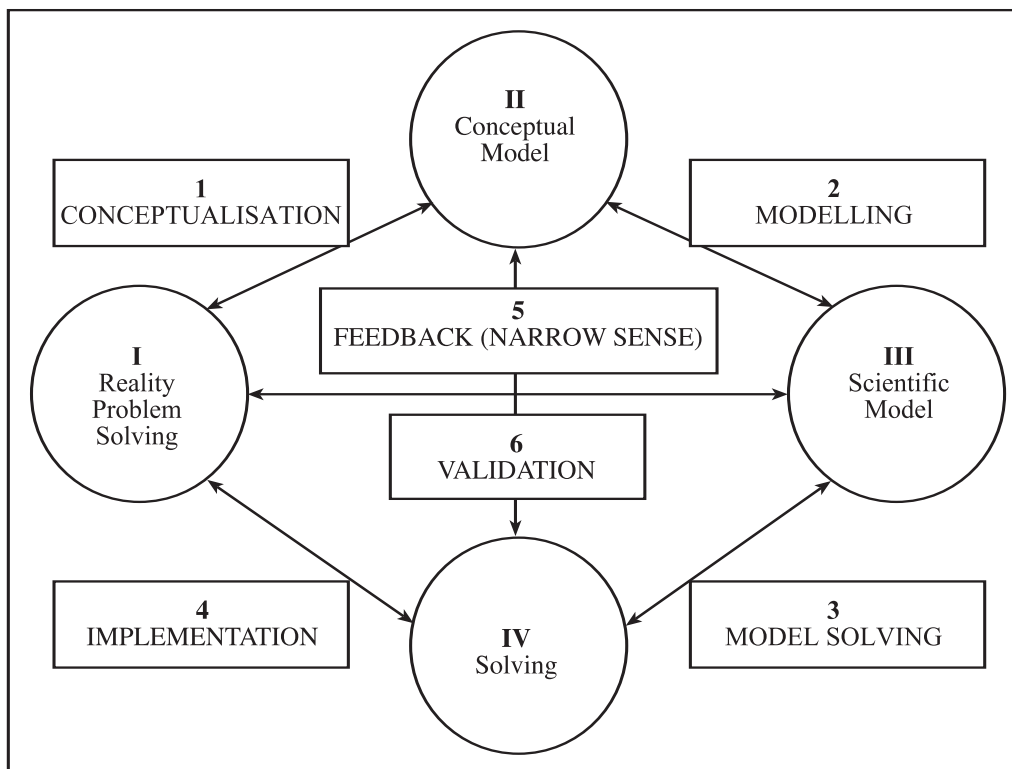 II
Conceptual
Model
1
CONCEPTUALISATION
2
MODELLING
5
FEEDBACK (NARROW SENSE)
I
Reality
Problem
Solving
III
Scientific
Model
6
VALIDATION
4
IMPLEMENTATION
IV
Solving
3
MODEL SOLVING